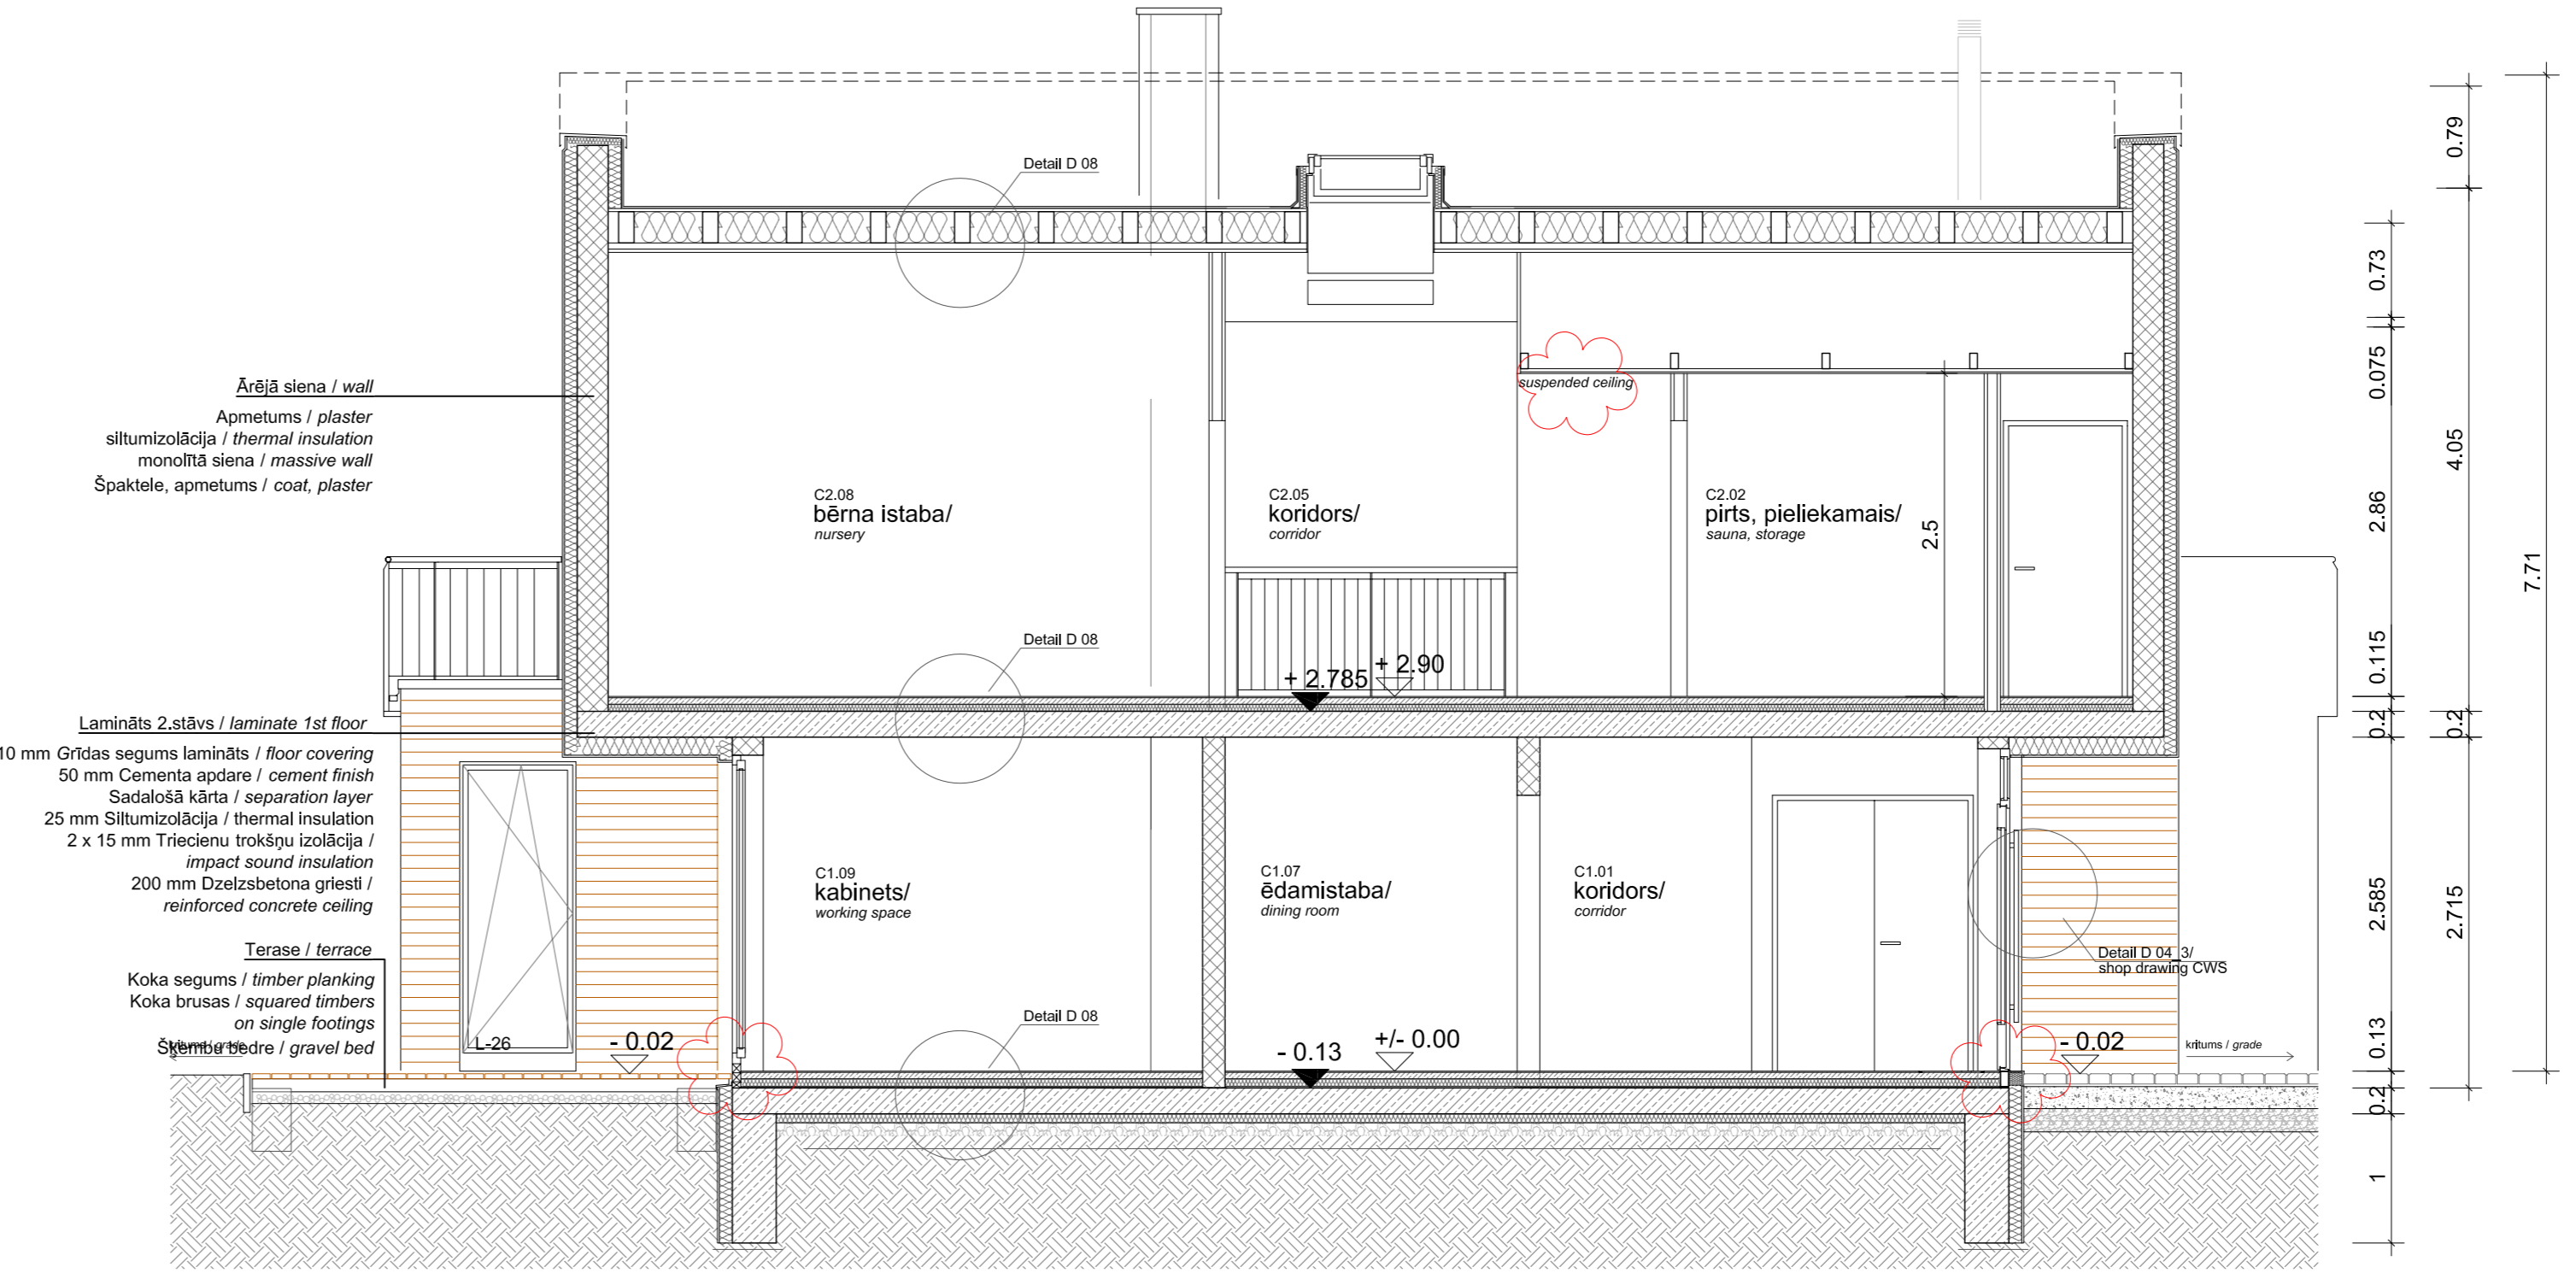 Detail D 08
Ārējā siena / wall
Apmetums / plaster
siltumizolācija / thermal insulation
monolītā siena / massive wall
Špaktele, apmetums / coat, plaster
suspended ceiling
C2.08
bērna istaba/
nursery
C2.05
koridors/
corridor
C2.02
pirts, pieliekamais/
sauna, storage
2.5
Detail D 08
+ 2.785
+ 2.90
Lamināts 2.stāvs / laminate 1st floor
10 mm Grīdas segums lamināts / floor covering
50 mm Cementa apdare / cement finish
Sadalošā kārta / separation layer
25 mm Siltumizolācija / thermal insulation
2 x 15 mm Triecienu trokšņu izolācija /
impact sound insulation
200 mm Dzelzsbetona griesti /
reinforced concrete ceiling
Terase / terrace
Koka segums / timber planking
Koka brusas / squared timbers
on single footings
Šķembu bedre / gravel bed
kritums / grade
L-26
- 0.02
C1.09
kabinets/
working space
C1.07
ēdamistaba/
dining room
C1.01
koridors/
corridor
Detail D 08
- 0.13
+/- 0.00
Detail D 04_3/
shop drawing CWS
- 0.02
kritums / grade
0.73
0.075
2.86
0.115
0.2
2.585
0.13
0.2
1
0.79
4.05
0.2
2.715
7.71